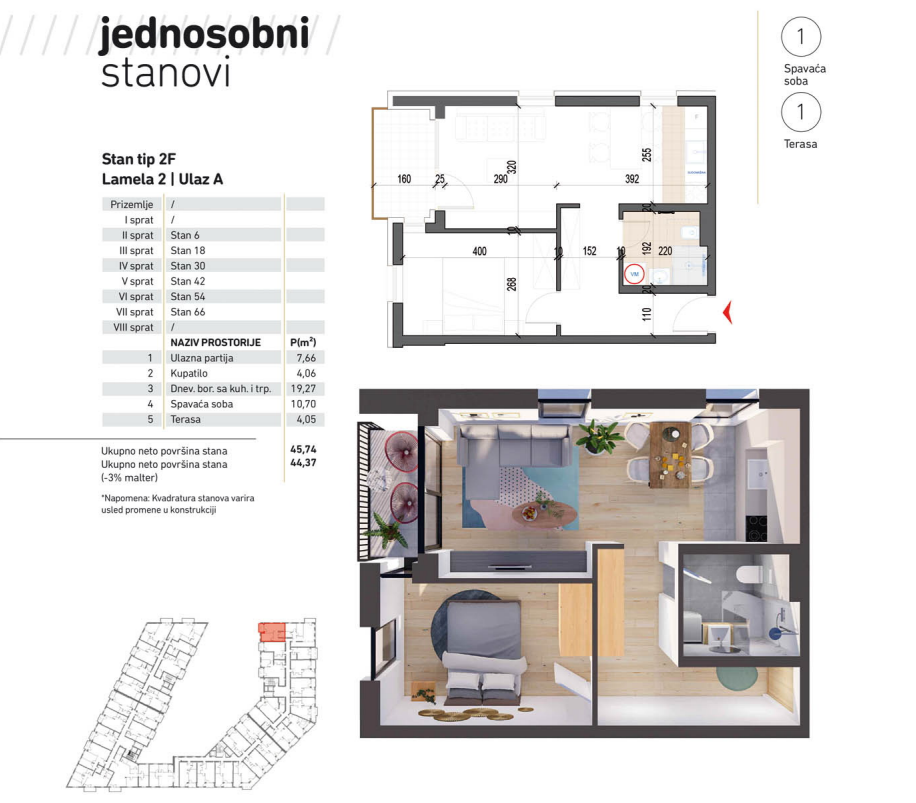 jednosobni
stanovi
1
Spavaća
soba
1
Terasa
Stan tip 2F
Lamela 2 | Ulaz A
Prizemlje /
I sprat /
II sprat Stan 6
III sprat Stan 18
IV sprat Stan 30
V sprat Stan 42
VI sprat Stan 54
VII sprat Stan 66
VIII sprat /
NAZIV PROSTORIJE P(m²)
1 Ulazna partija 7,66
2 Kupatilo 4,06
3 Dnev. bor. sa kuh. i trp. 19,27
4 Spavaća soba 10,70
5 Terasa 4,05
Ukupno neto površina stana 45,74
Ukupno neto površina stana 44,37
(-3% malter)
*Napomena: Kvadratura stanova varira
usled promene u konstrukciji
320
255
160 25 290 392
20
10
400 10 152 10 192 220
VM
268
20
110